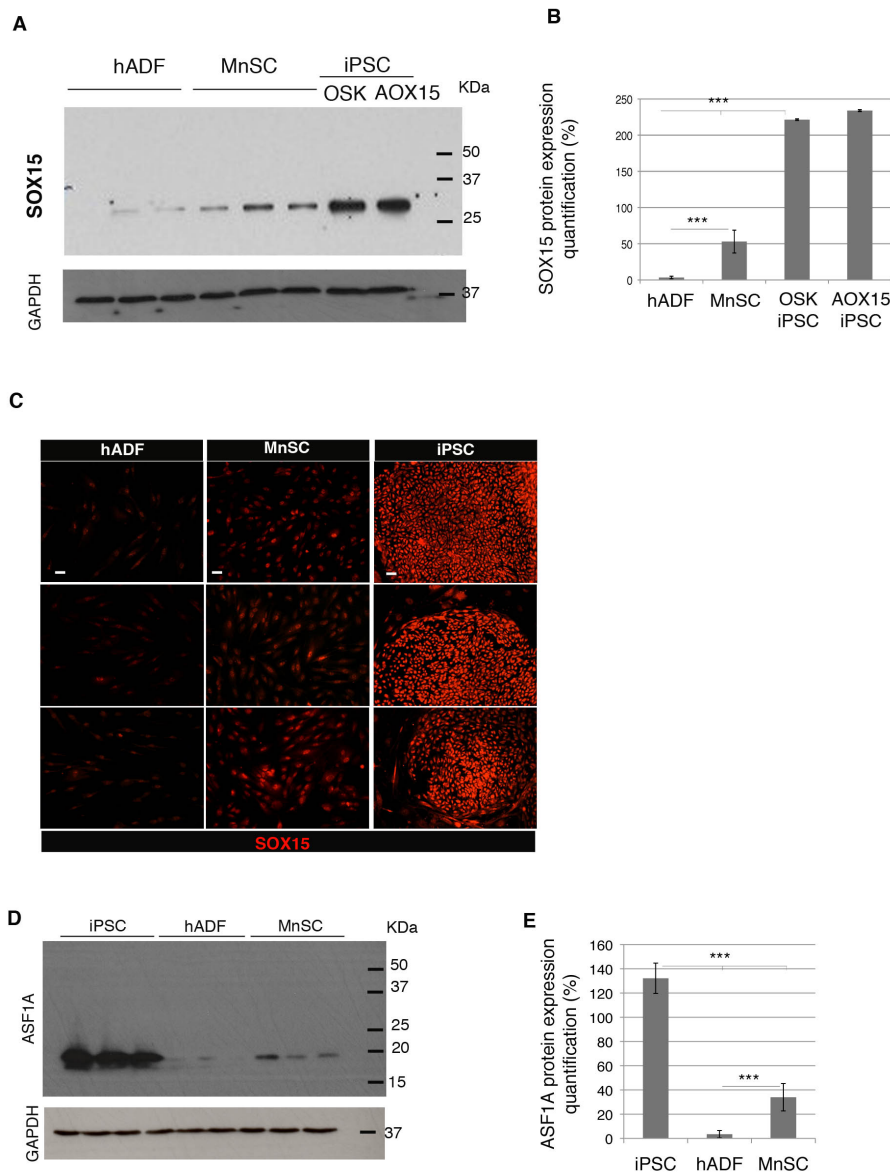 A
hADF MnSC iPSC
OSK AOX15
KDa
SOX15
50
37
25
GAPDH
37
B
SOX15 protein expression
quantification (%)
250
200
150
100
50
0
***
***
hADF MnSC OSK AOX15
iPSC iPSC
C
hADF MnSC iPSC
SOX15
D
iPSC hADF MnSC
KDa
ASF1A
50
37
25
20
15
GAPDH
37
E
ASF1A protein expression
quantification (%)
160
140
120
100
80
60
40
20
0
***
***
iPSC hADF MnSC